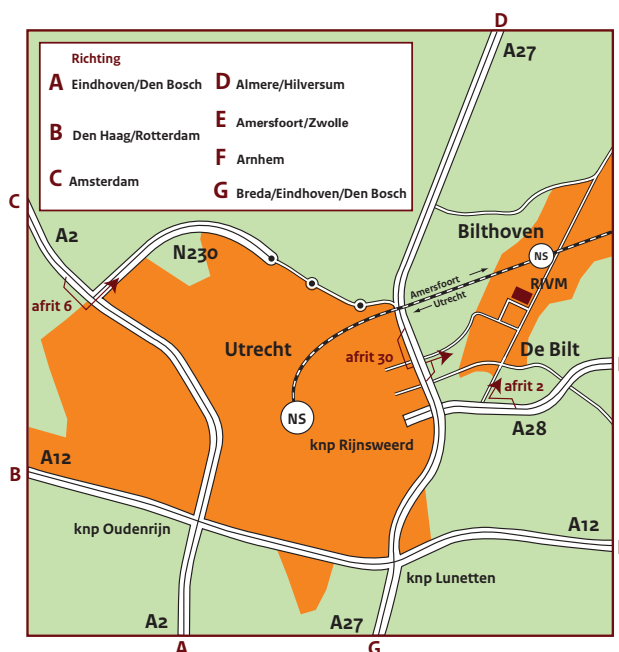 D
A27
Richting
A Eindhoven/Den Bosch
B Den Haag/Rotterdam
C Amsterdam
D Almere/Hilversum
E Amersfoort/Zwolle
F Arnhem
G Breda/Eindhoven/Den Bosch
C
A2
N230
Bilthoven
NS
Amersfoort
Utrecht
RIVM
afrit 6
Utrecht
afrit 30
De Bilt
afrit 2
NS
knp Rijnsweerd
A28
A12
B
A12
knp Oudenrijn
knp Lunetten
A2
A27
A
G